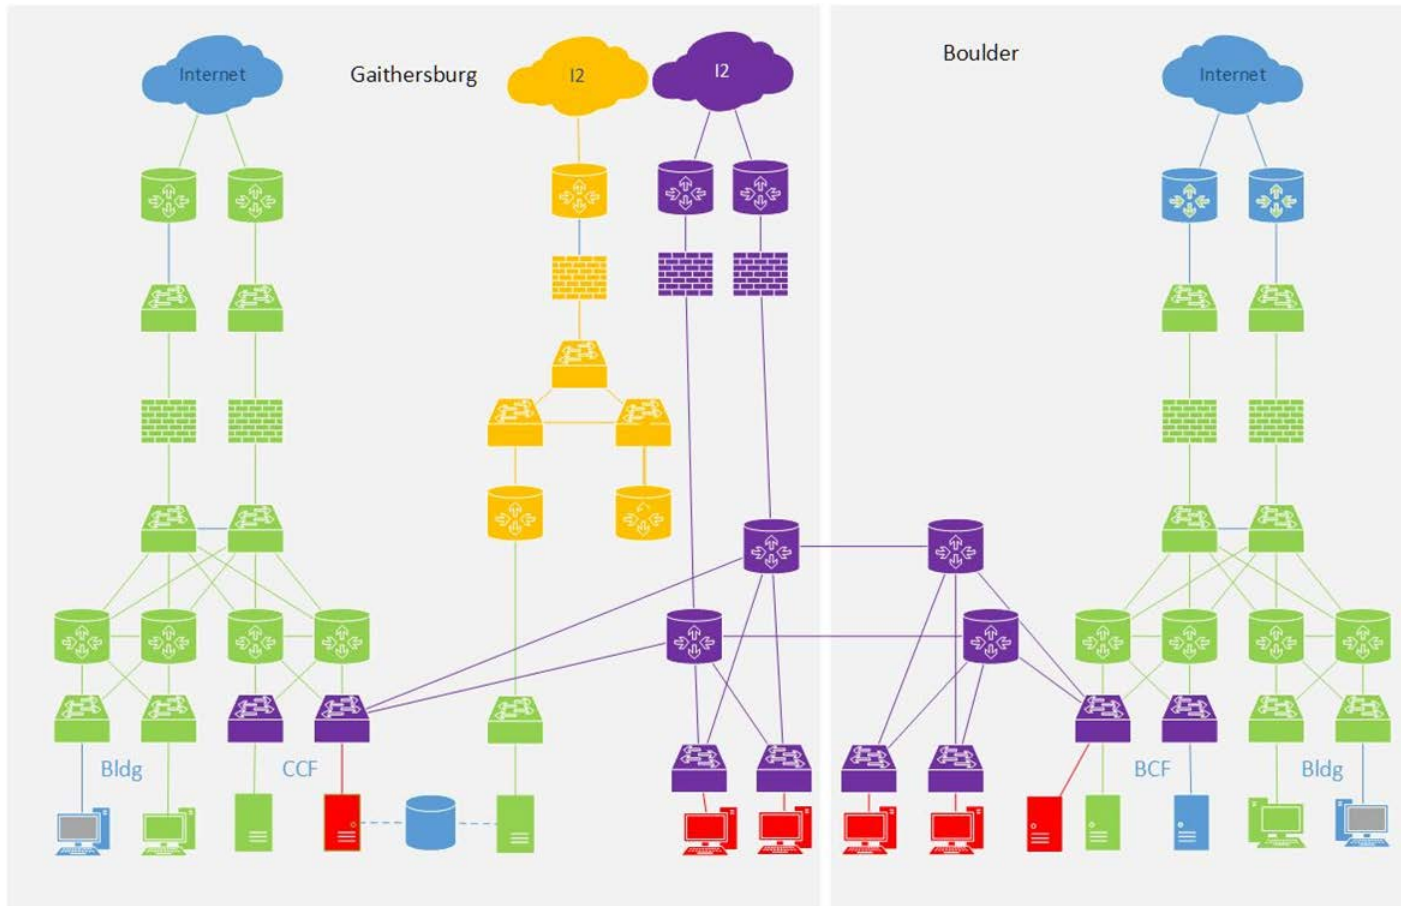 Internet
Gaithersburg
I2
I2
Boulder
Internet
Bldg
CCF
BCF
Bldg